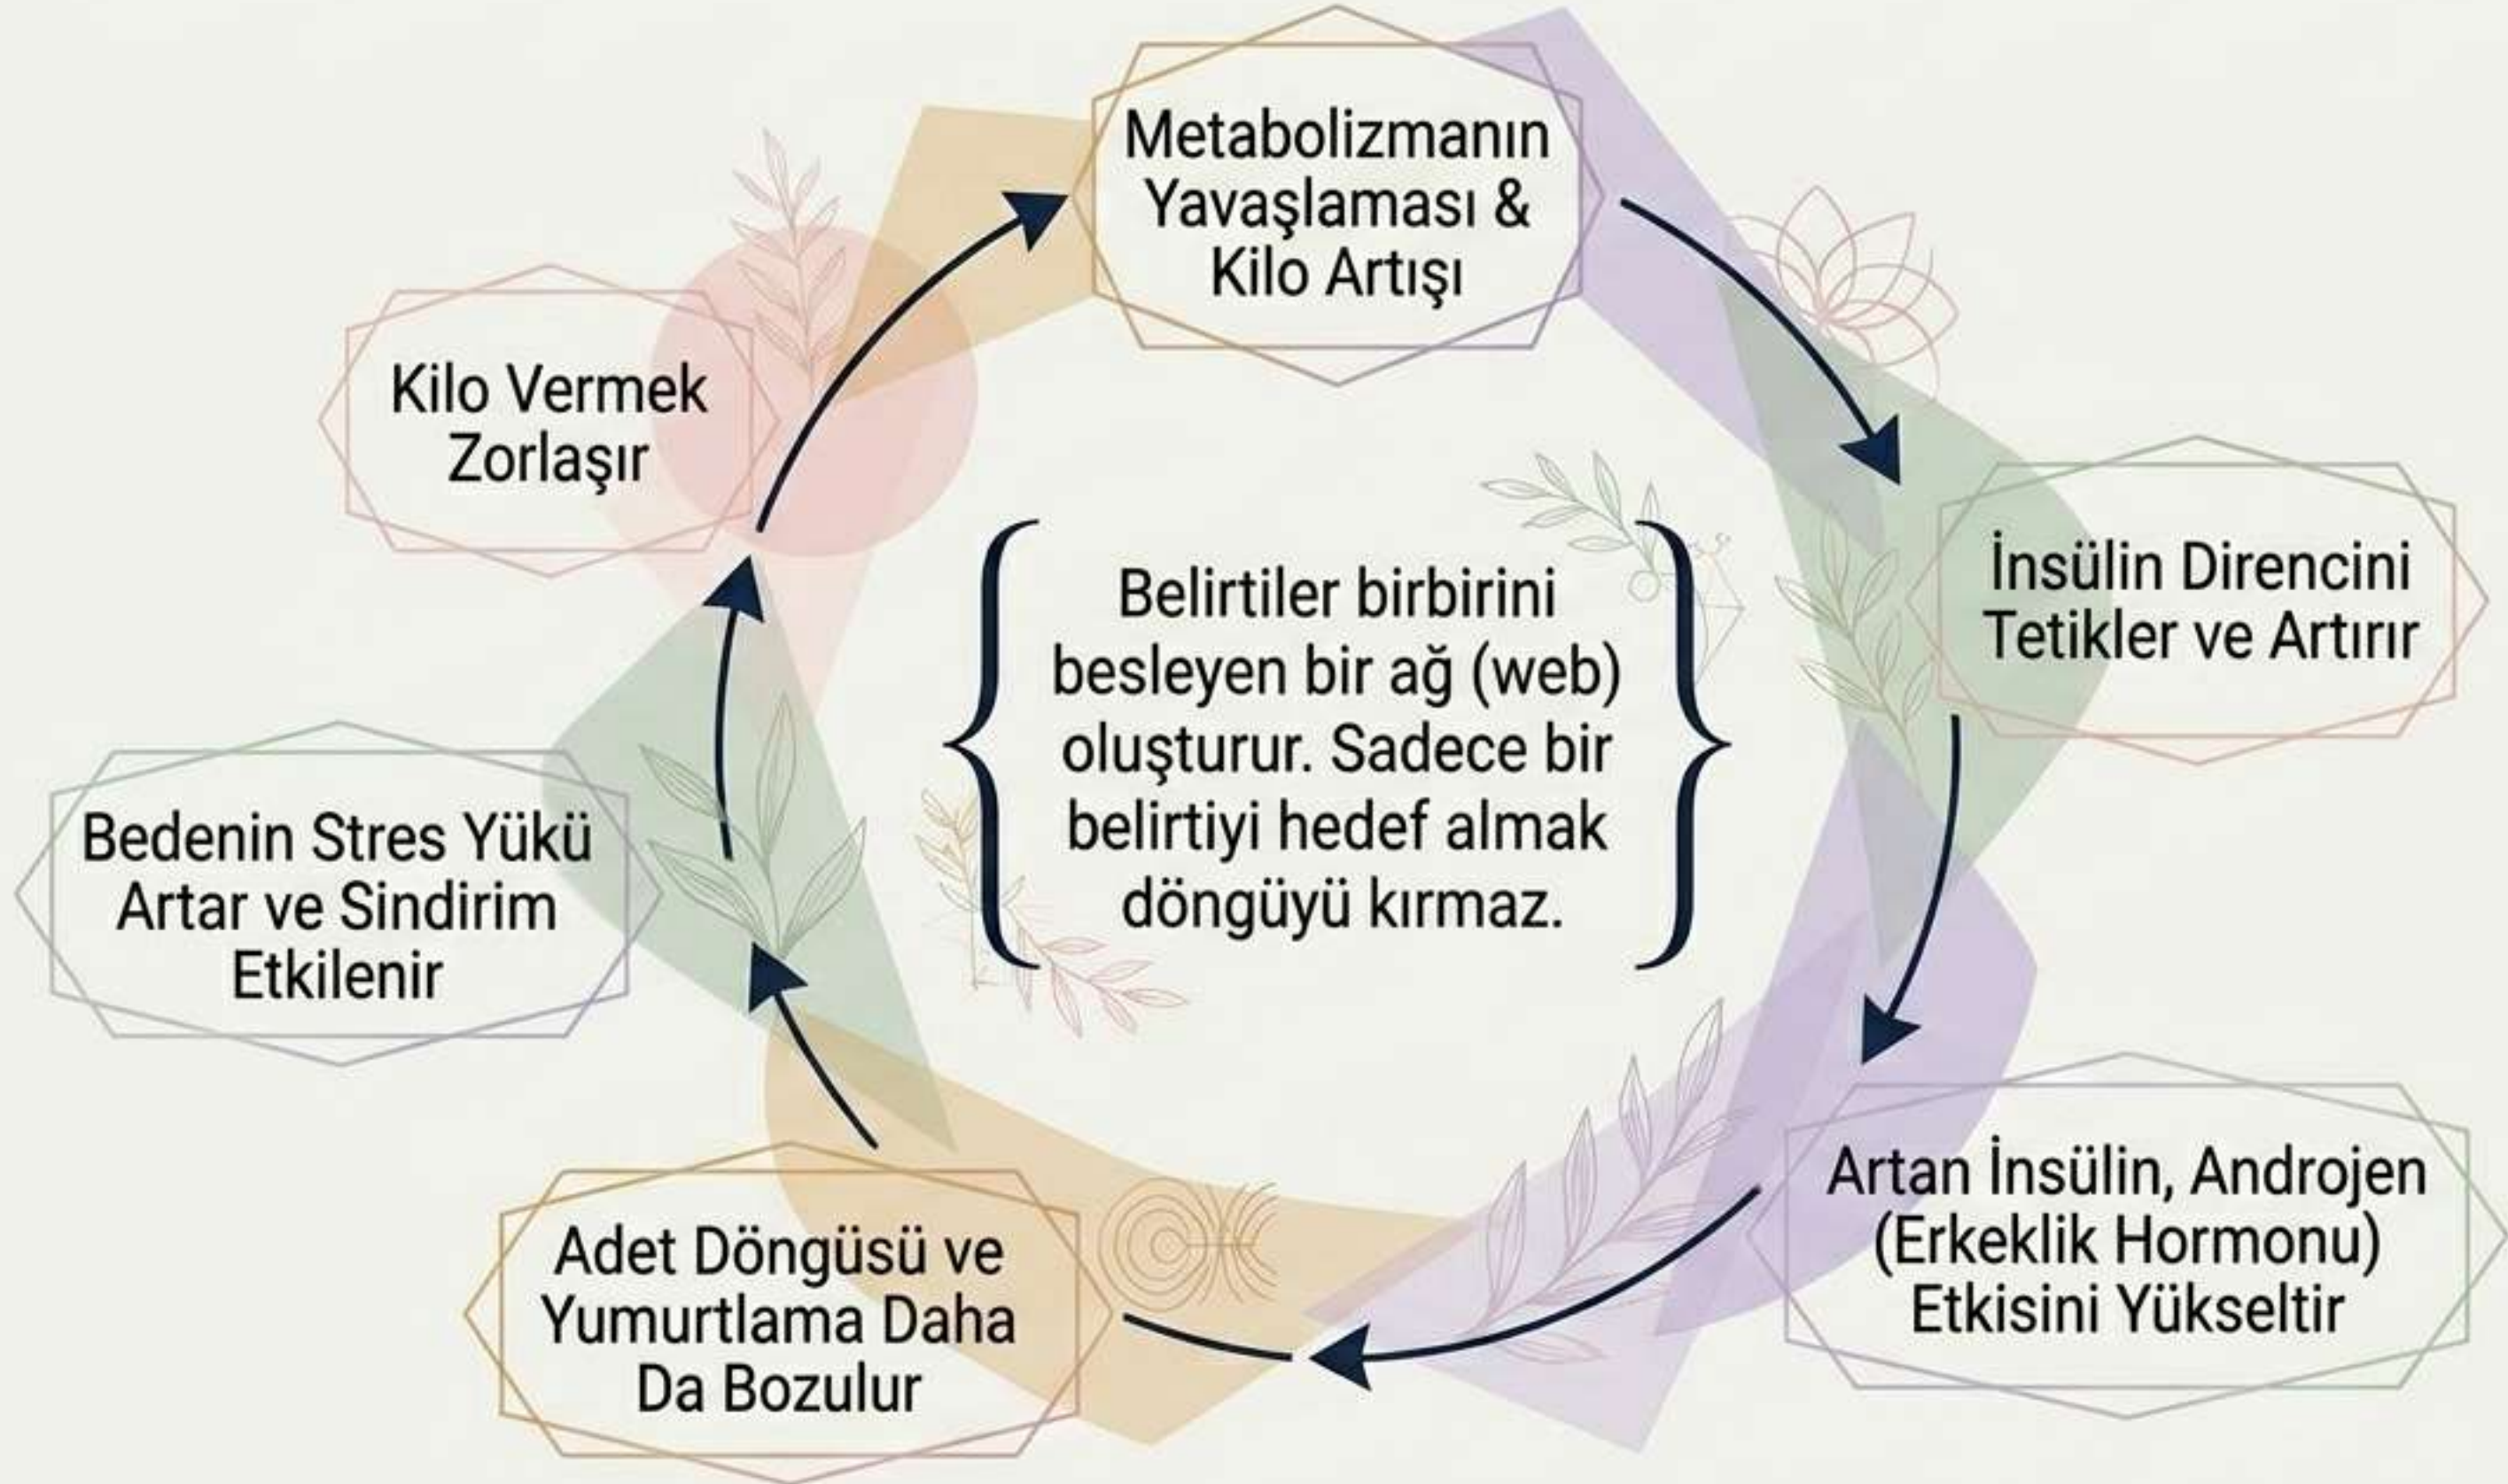 Metabolizmanın
Yavaşlaması &
Kilo Artışı
İnsülin Direncini
Tetikler ve Artırır
Artan İnsülin, Androjen
(Erkeklik Hormonu)
Etkisini Yükseltir
Adet Döngüsü ve
Yumurtlama Daha
Da Bozulur
Bedenin Stres Yükü
Artar ve Sindirim
Etkilenir
Kilo Vermek
Zorlaşır
Belirtiler birbirini
besleyen bir ağ (web)
oluşturur. Sadece bir
belirtiyi hedef almak
döngüyü kırmaz.